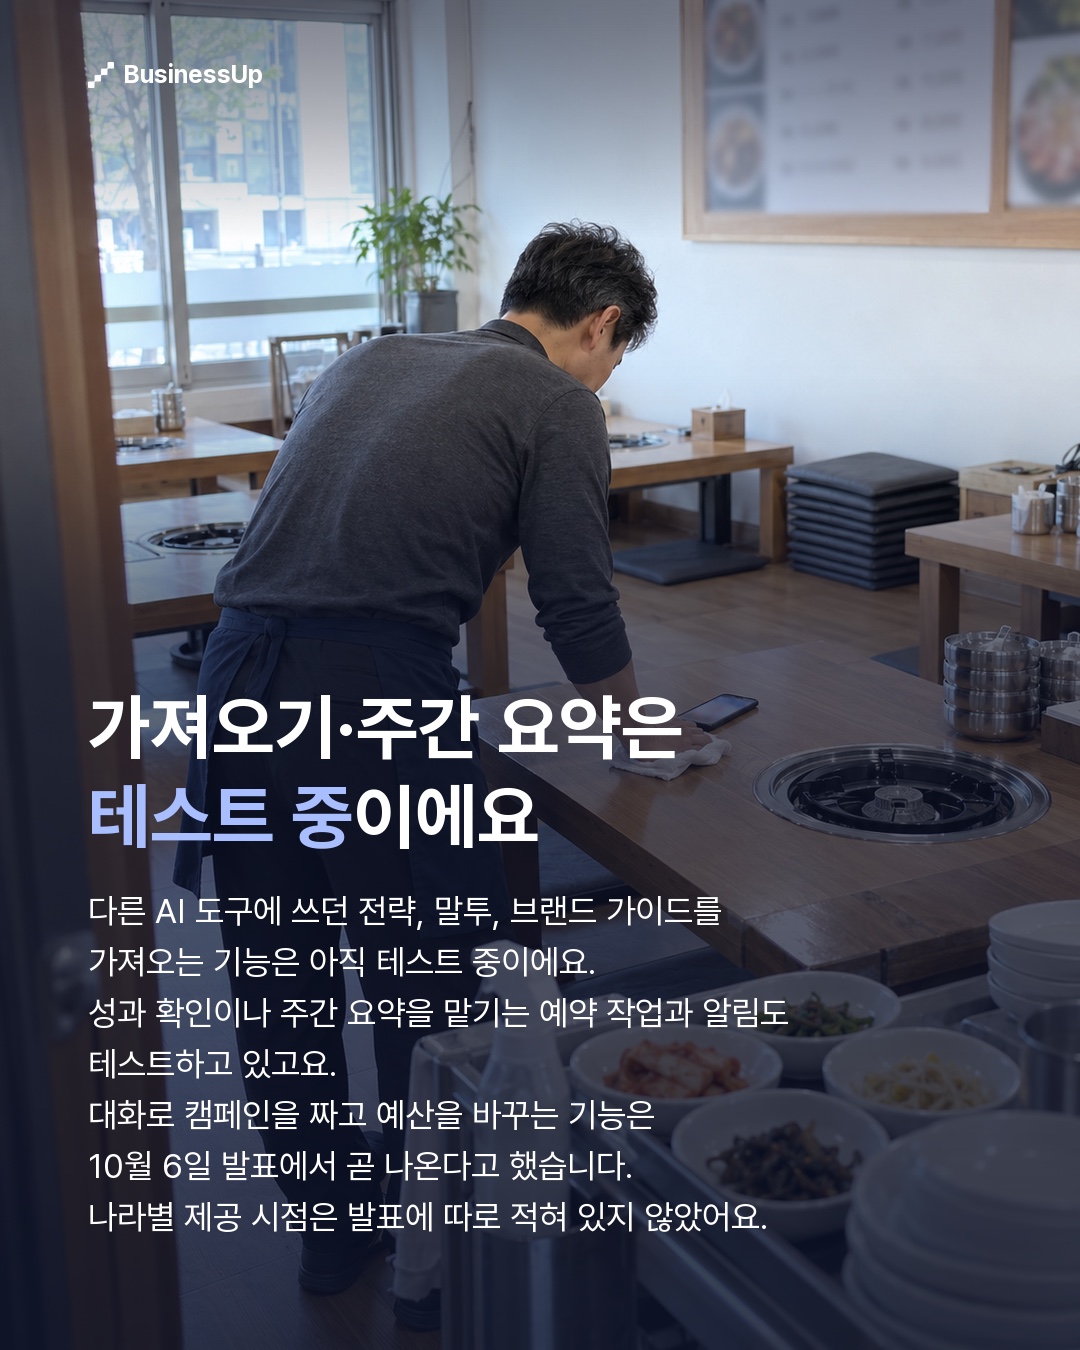 BusinessUp
가져오기·주간 요약은
테스트 중이에요
다른 AI 도구에 쓰던 전략, 말투, 브랜드 가이드를
가져오는 기능은 아직 테스트 중이에요.
성과 확인이나 주간 요약을 맡기는 예약 작업과 알림도
테스트하고 있고요.
대화로 캠페인을 짜고 예산을 바꾸는 기능은
10월 6일 발표에서 곧 나온다고 했습니다.
나라별 제공 시점은 발표에 따로 적혀 있지 않았어요.